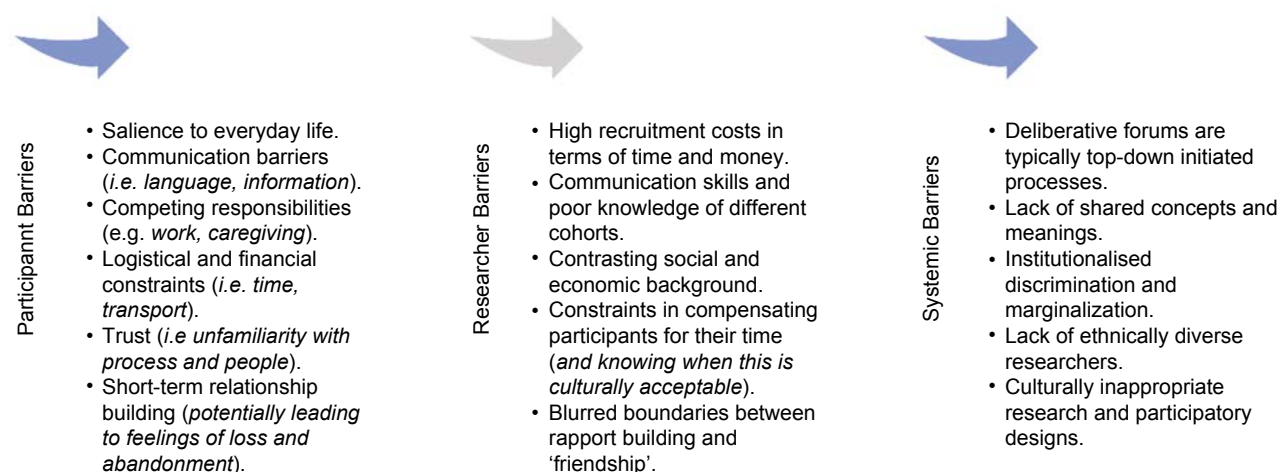 Participannt Barriers
• Salience to everyday life.
• Communication barriers
(i.e. language, information).
• Competing responsibilities
(e.g. work, caregiving).
• Logistical and financial
constraints (i.e. time,
transport).
• Trust (i.e unfamiliarity with
process and people).
• Short-term relationship
building (potentially leading
to feelings of loss and
abandonment).
Researcher Barriers
• High recruitment costs in
terms of time and money.
• Communication skills and
poor knowledge of different
cohorts.
• Contrasting social and
economic background.
• Constraints in compensating
participants for their time
(and knowing when this is
culturally acceptable).
• Blurred boundaries between
rapport building and
‘friendship’.
Systemic Barriers
• Deliberative forums are
typically top-down initiated
processes.
• Lack of shared concepts and
meanings.
• Institutionalised
discrimination and
marginalization.
• Lack of ethnically diverse
researchers.
• Culturally inappropriate
research and participatory
designs.